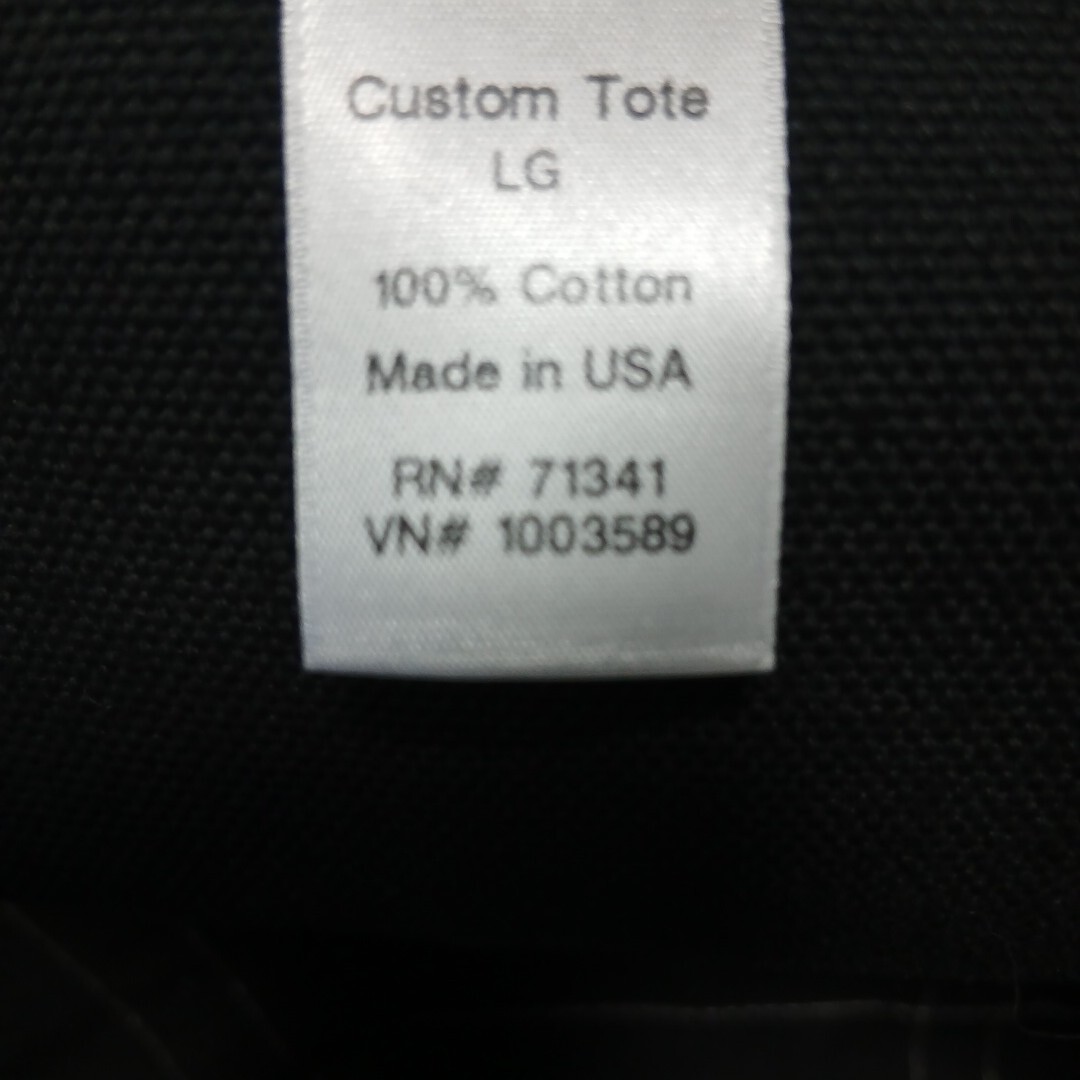 Custom Tote
LG
100% Cotton
Made in USA
RN# 71341
VN# 1003589